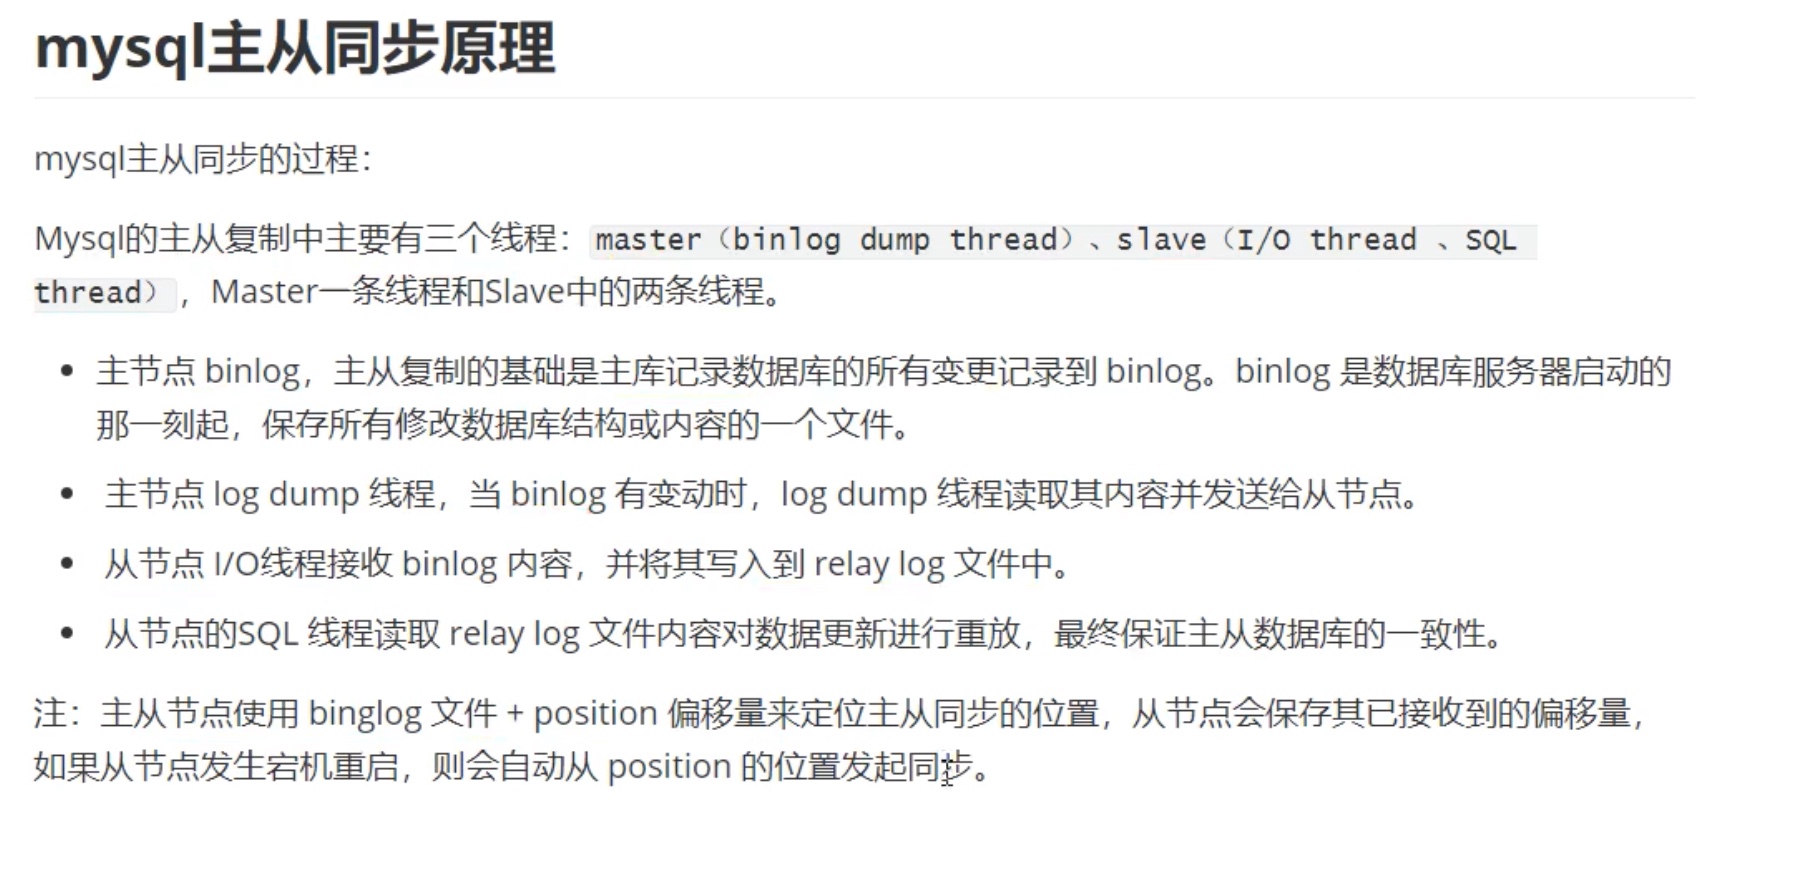 mysql主从同步原理
mysql主从同步的过程：
Mysql的主从复制中主要有三个线程：master（binlog dump thread）、slave（I/O thread 、SQL
thread），Master一条线程和Slave中的两条线程。
主节点 binlog，主从复制的基础是主库记录数据库的所有变更记录到 binlog。binlog 是数据库服务器启动的
那一刻起，保存所有修改数据库结构或内容的一个文件。
主节点 log dump 线程，当 binlog 有变动时，log dump 线程读取其内容并发送给从节点。
从节点 I/O线程接收 binlog 内容，并将其写入到 relay log 文件中。
从节点的SQL 线程读取 relay log 文件内容对数据更新进行重放，最终保证主从数据库的一致性。
注：主从节点使用 binglog 文件 + position 偏移量来定位主从同步的位置，从节点会保存其已接收到的偏移量，
如果从节点发生宕机重启，则会自动从 position 的位置发起同步。